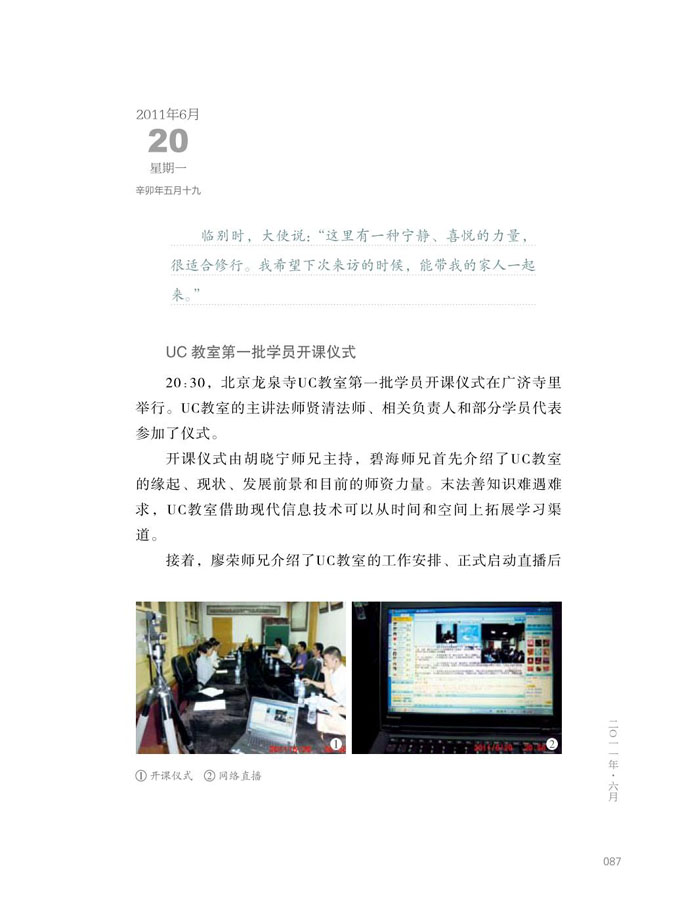 2011年6月
20
星期一
辛卯年五月十九
临别时，大使说：“这里有一种宁静、喜悦的力量，
很适合修行。我希望下次来访的时候，能带我的家人一起
来。”
UC 教室第一批学员开课仪式
20:30，北京龙泉寺UC教室第一批学员开课仪式在广济寺里
举行。UC教室的主讲法师贤清法师、相关负责人和部分学员代表
参加了仪式。
开课仪式由胡晓宁师兄主持，碧海师兄首先介绍了UC教室
的缘起、现状、发展前景和目前的师资力量。末法善知识难遇难
求，UC教室借助现代信息技术可以从时间和空间上拓展学习渠
道。
接着，廖荣师兄介绍了UC教室的工作安排、正式启动直播后
①
②
① 开课仪式 ② 网络直播
二〇一一年·六月
087